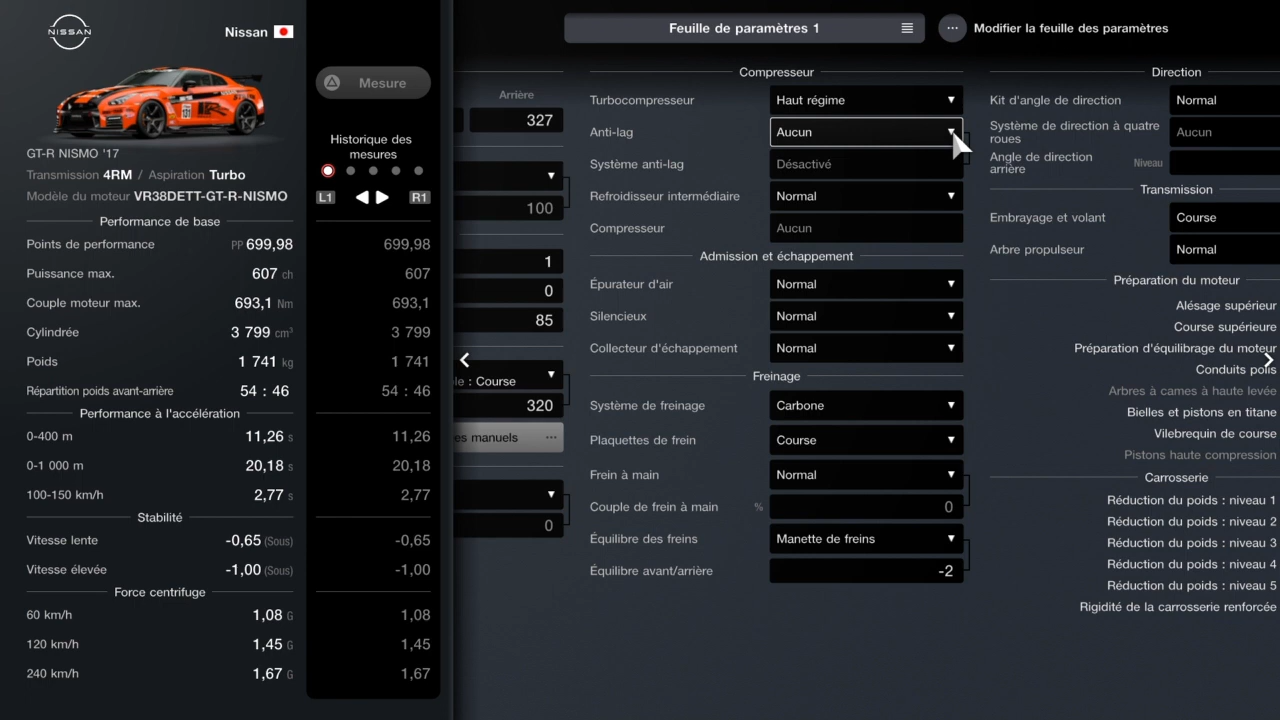 NISSAN
Nissan
GT-R NISMO '17
Transmission 4RM / Aspiration Turbo
Modèle du moteur VR38DETT-GT-R-NISMO
Performance de base
Points de performance PP 699,98
Puissance max. 607 ch
Couple moteur max. 693,1 Nm
Cylindrée 3 799 cm³
Poids 1 741 kg
Répartition poids avant-arrière 54 : 46
Performance à l'accélération
0-400 m 11,26 s
0-1 000 m 20,18 s
100-150 km/h 2,77 s
Stabilité
Vitesse lente -0,65 (Sous)
Vitesse élevée -1,00 (Sous)
Force centrifuge
60 km/h 1,08 G
120 km/h 1,45 G
240 km/h 1,67 G
Mesure
Historique des
mesures
L1 R1
699,98
607
693,1
3 799
1 741
54 : 46
11,26
20,18
2,77
-0,65
-1,00
1,08
1,45
1,67
Feuille de paramètres 1
Modifier la feuille des paramètres
Arrière
327
100
1
0
85
le : Course
320
es manuels
0
Compresseur
Turbocompresseur Haut régime
Anti-lag Aucun
Système anti-lag Désactivé
Refroidisseur intermédiaire Normal
Compresseur Aucun
Admission et échappement
Épurateur d'air Normal
Silencieux Normal
Collecteur d'échappement Normal
Freinage
Système de freinage Carbone
Plaquettes de frein Course
Frein à main Normal
Couple de frein à main % 0
Équilibre des freins Manette de freins
Équilibre avant/arrière -2
Direction
Kit d'angle de direction Normal
Système de direction à quatre
roues Aucun
Angle de direction
arrière Niveau
Transmission
Embrayage et volant Course
Arbre propulseur Normal
Préparation du moteur
Alésage supérieur
Course supérieure
Préparation d'équilibrage du moteur
Conduits polis
Arbres à cames à haute levée
Bielles et pistons en titane
Vilebrequin de course
Pistons haute compression
Carrosserie
Réduction du poids : niveau 1
Réduction du poids : niveau 2
Réduction du poids : niveau 3
Réduction du poids : niveau 4
Réduction du poids : niveau 5
Rigidité de la carrosserie renforcée